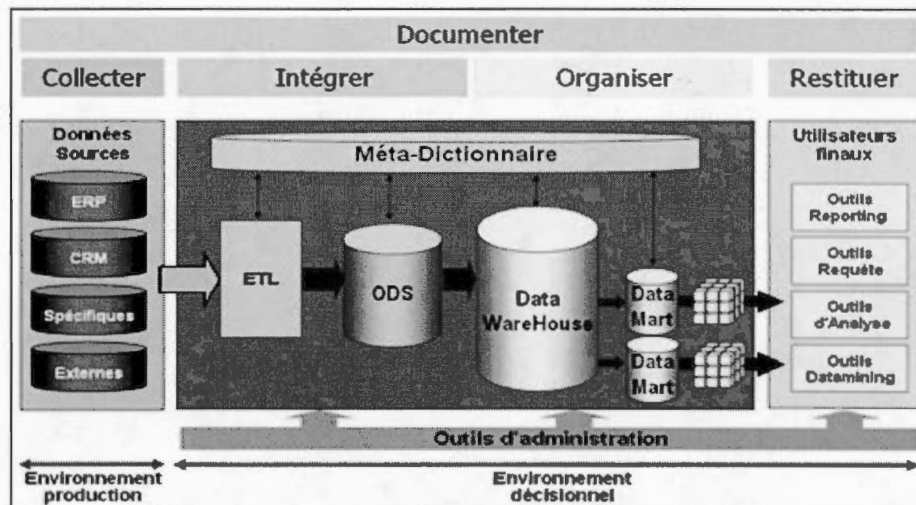 Documenter
Collecter
Intégrer
Organiser
Restituer
Données
Sources
ERP
CRM
Spécifiques
Externes
Méta-Dictionnaire
ETL
ODS
Data
WareHouse
Data
Mart
Data
Mart
Utilisateurs
finaux
Outils
Reporting
Outils
Requête
Outils
d'Analyse
Outils
Datamining
Outils d'administration
Environnement
production
Environnement
décisionnel